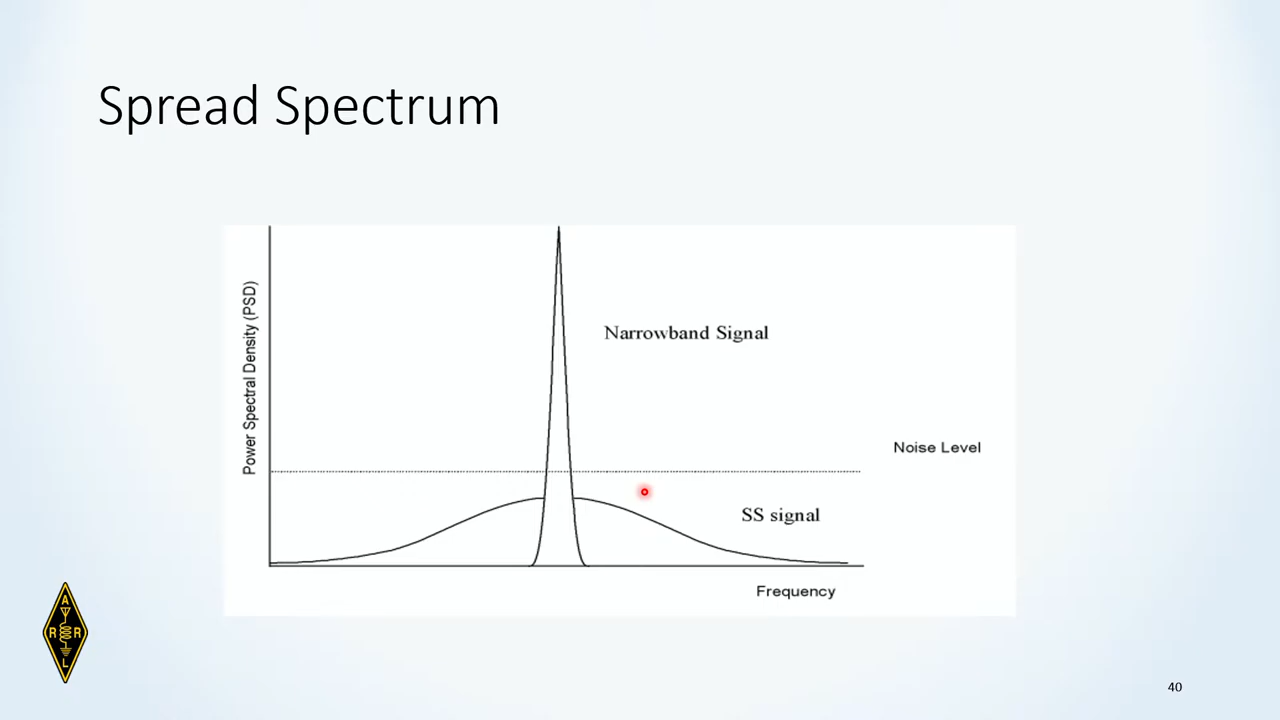 Spread Spectrum
Power Spectral Density (PSD)
Narrowband Signal
Noise Level
SS signal
Frequency
A
R R
L
40